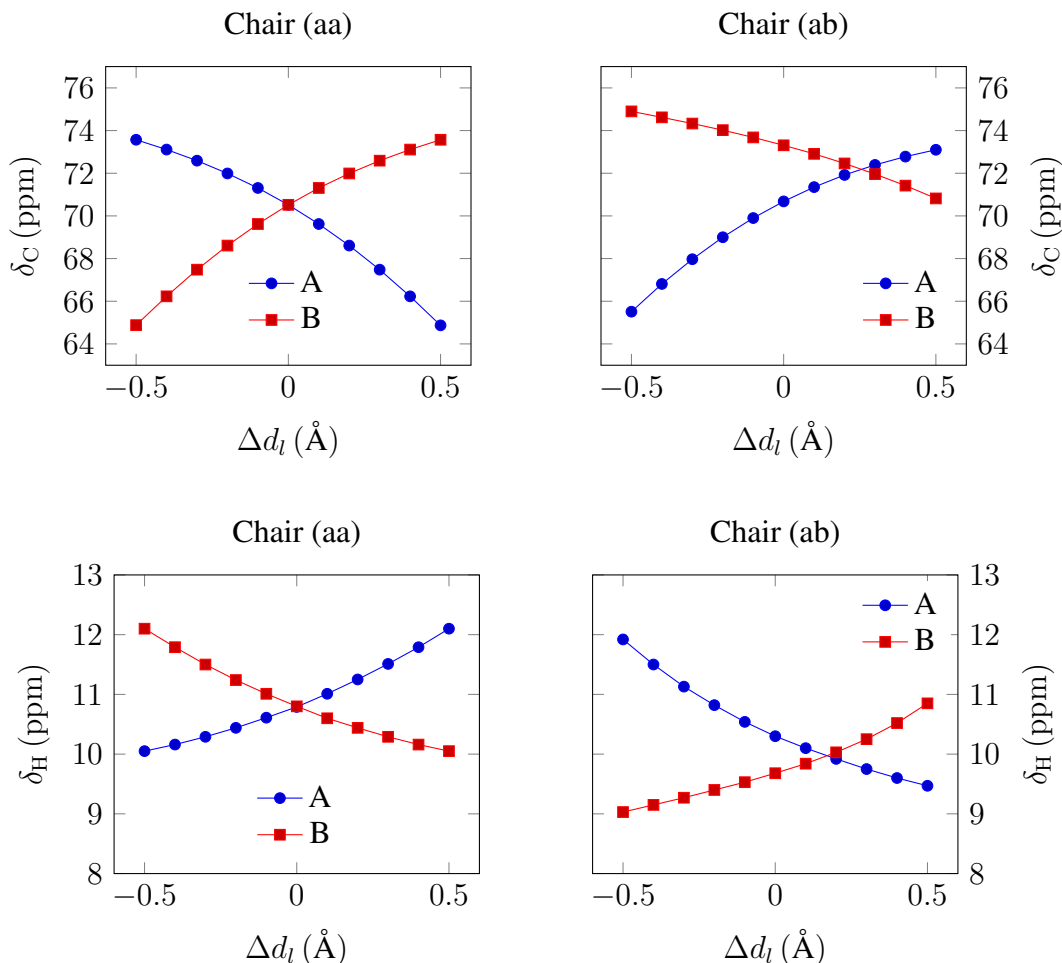 Chair (aa)
76
74
72
70
68
66
64
δC (ppm)
A
B
−0.5 0 0.5
Δdl (Å)
Chair (ab)
76
74
72
70
68
66
64
δC (ppm)
A
B
−0.5 0 0.5
Δdl (Å)
Chair (aa)
13
12
11
10
9
8
δH (ppm)
A
B
−0.5 0 0.5
Δdl (Å)
Chair (ab)
13
12
11
10
9
8
δH (ppm)
A
B
−0.5 0 0.5
Δdl (Å)